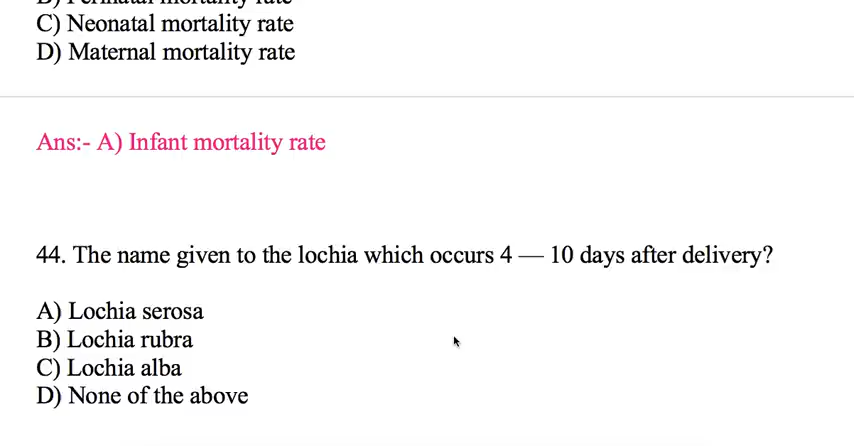 C) Neonatal mortality rate
D) Maternal mortality rate
Ans:- A) Infant mortality rate
44. The name given to the lochia which occurs 4 — 10 days after delivery?
A) Lochia serosa
B) Lochia rubra
C) Lochia alba
D) None of the above